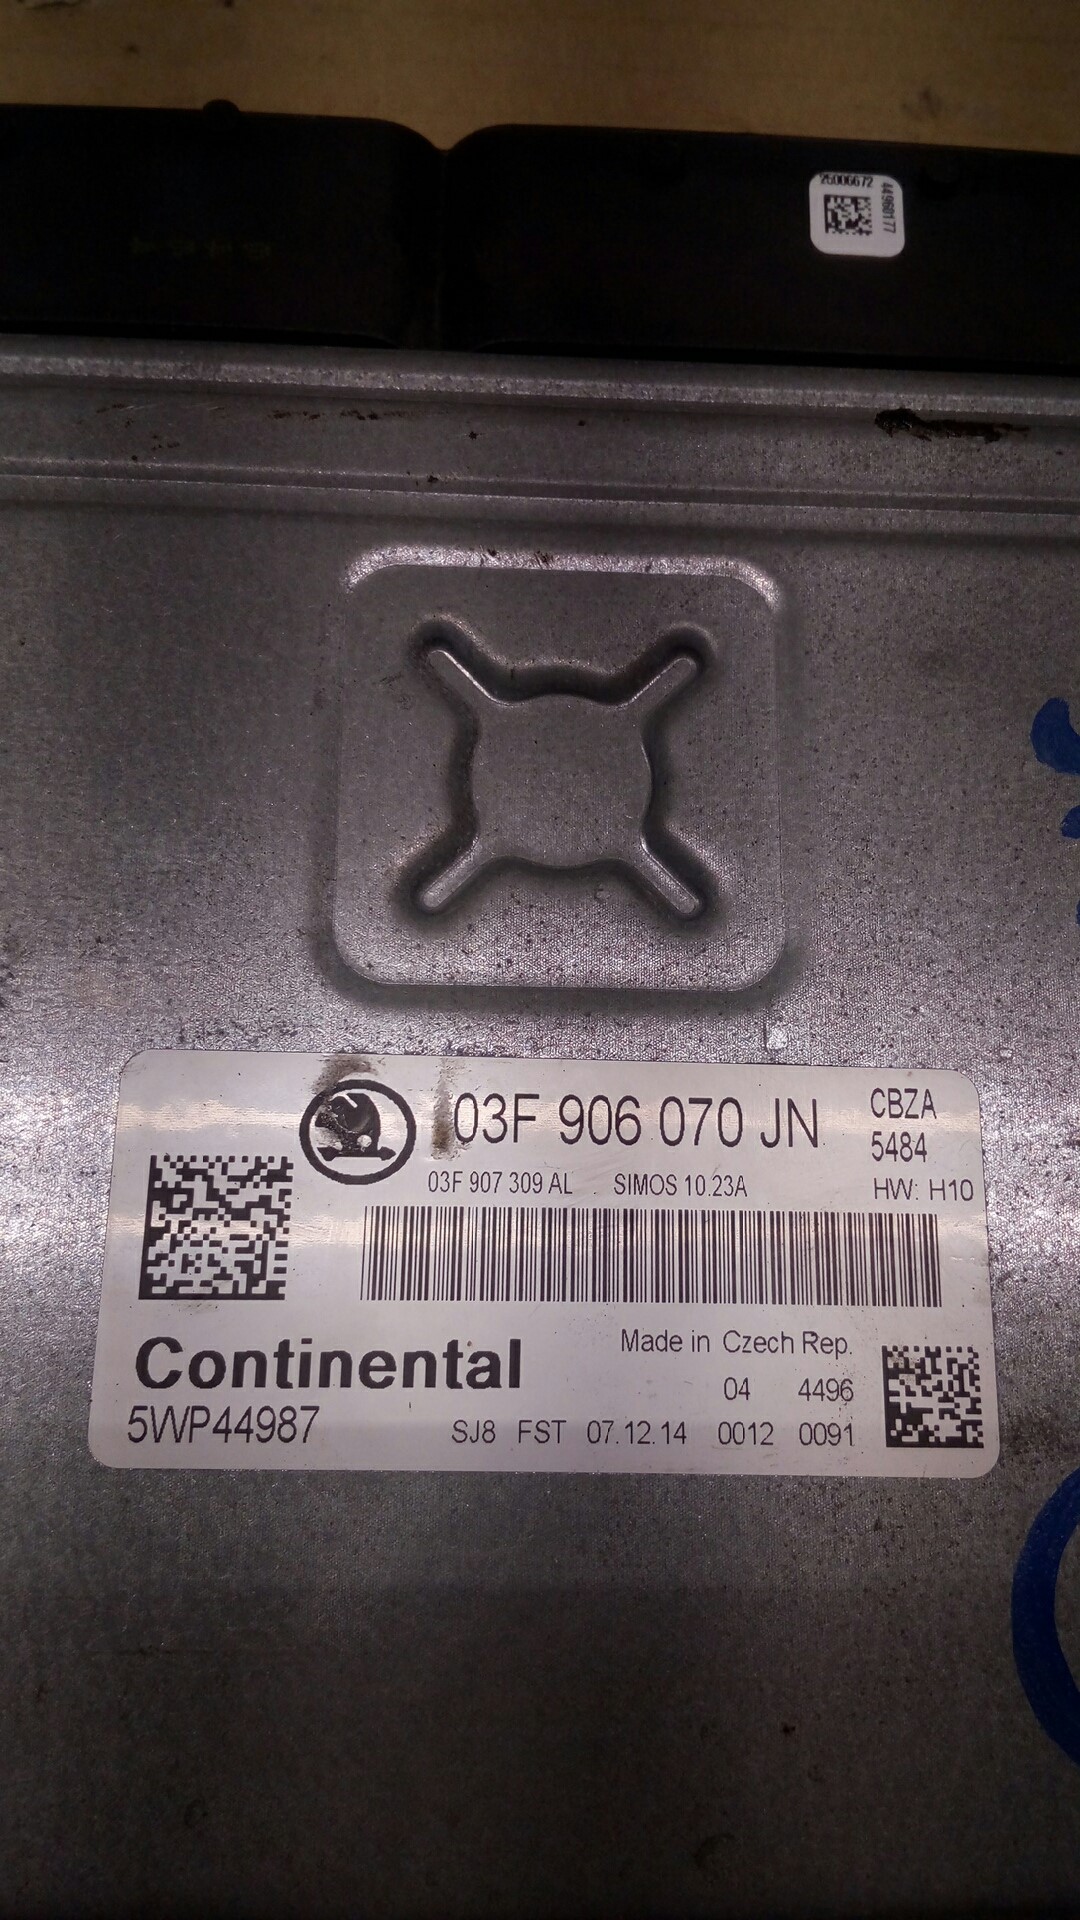 25006672
44960177
03F 906 070 JN
CBZA
5484
03F 907 309 AL SIMOS 10.23A
HW: H10
Made in Czech Rep.
Continental
04 4496
5WP44987
SJ8 FST 07.12.14 0012 0091